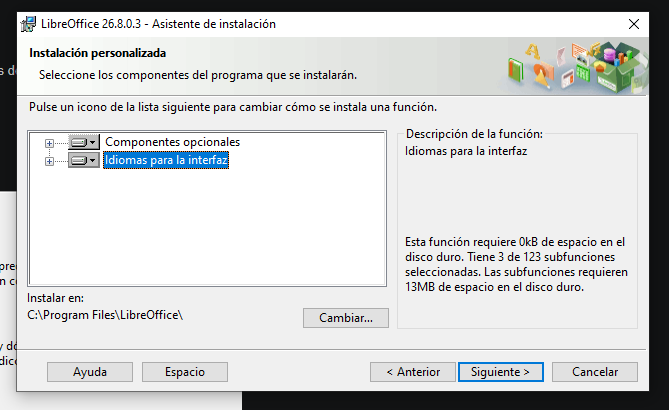 LibreOffice 26.8.0.3 - Asistente de instalación
Instalación personalizada
Seleccione los componentes del programa que se instalarán.
Pulse un icono de la lista siguiente para cambiar cómo se instala una función.
Componentes opcionales
Idiomas para la interfaz
Descripción de la función:
Idiomas para la interfaz
Esta función requiere 0kB de espacio en el
disco duro. Tiene 3 de 123 subfunciones
seleccionadas. Las subfunciones requieren
13MB de espacio en el disco duro.
Instalar en:
C:\Program Files\LibreOffice\
Cambiar...
Ayuda
Espacio
< Anterior
Siguiente >
Cancelar